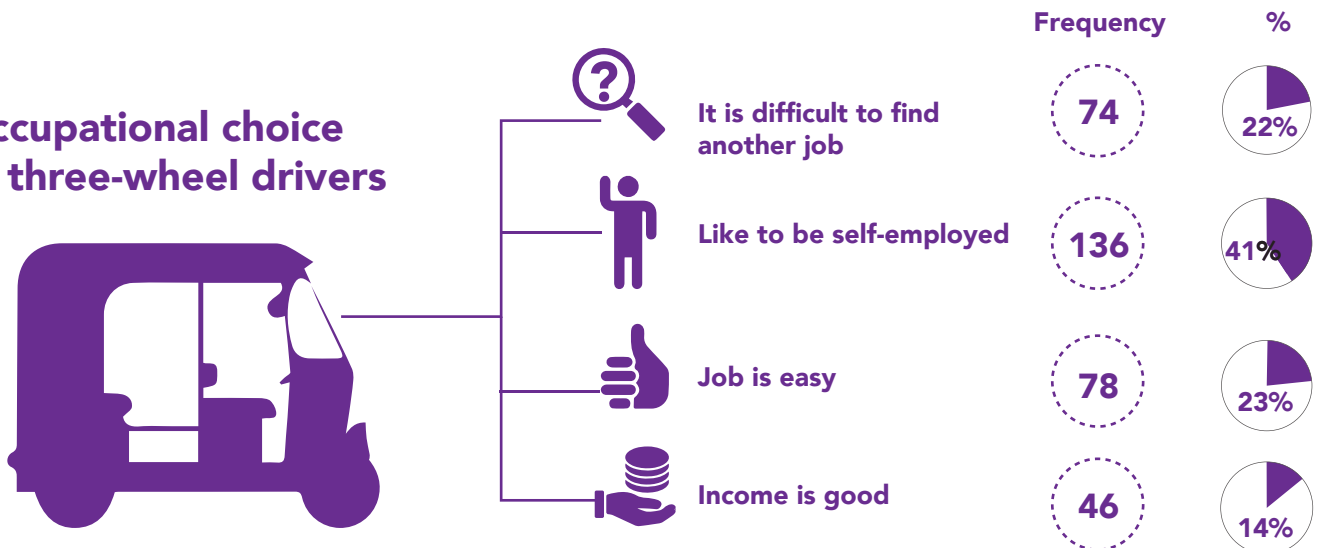 Frequency %
ccupational choice
three-wheel drivers
?
It is difficult to find
another job
74
22%
Like to be self-employed
136
41%
Job is easy
78
23%
Income is good
46
14%